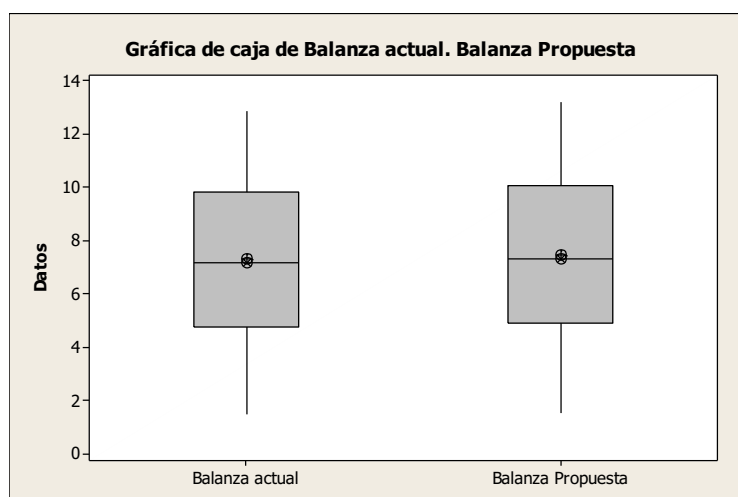 Gráfica de caja de Balanza actual. Balanza Propuesta
14
12
10
8
6
4
2
0
Datos
Balanza actual
Balanza Propuesta